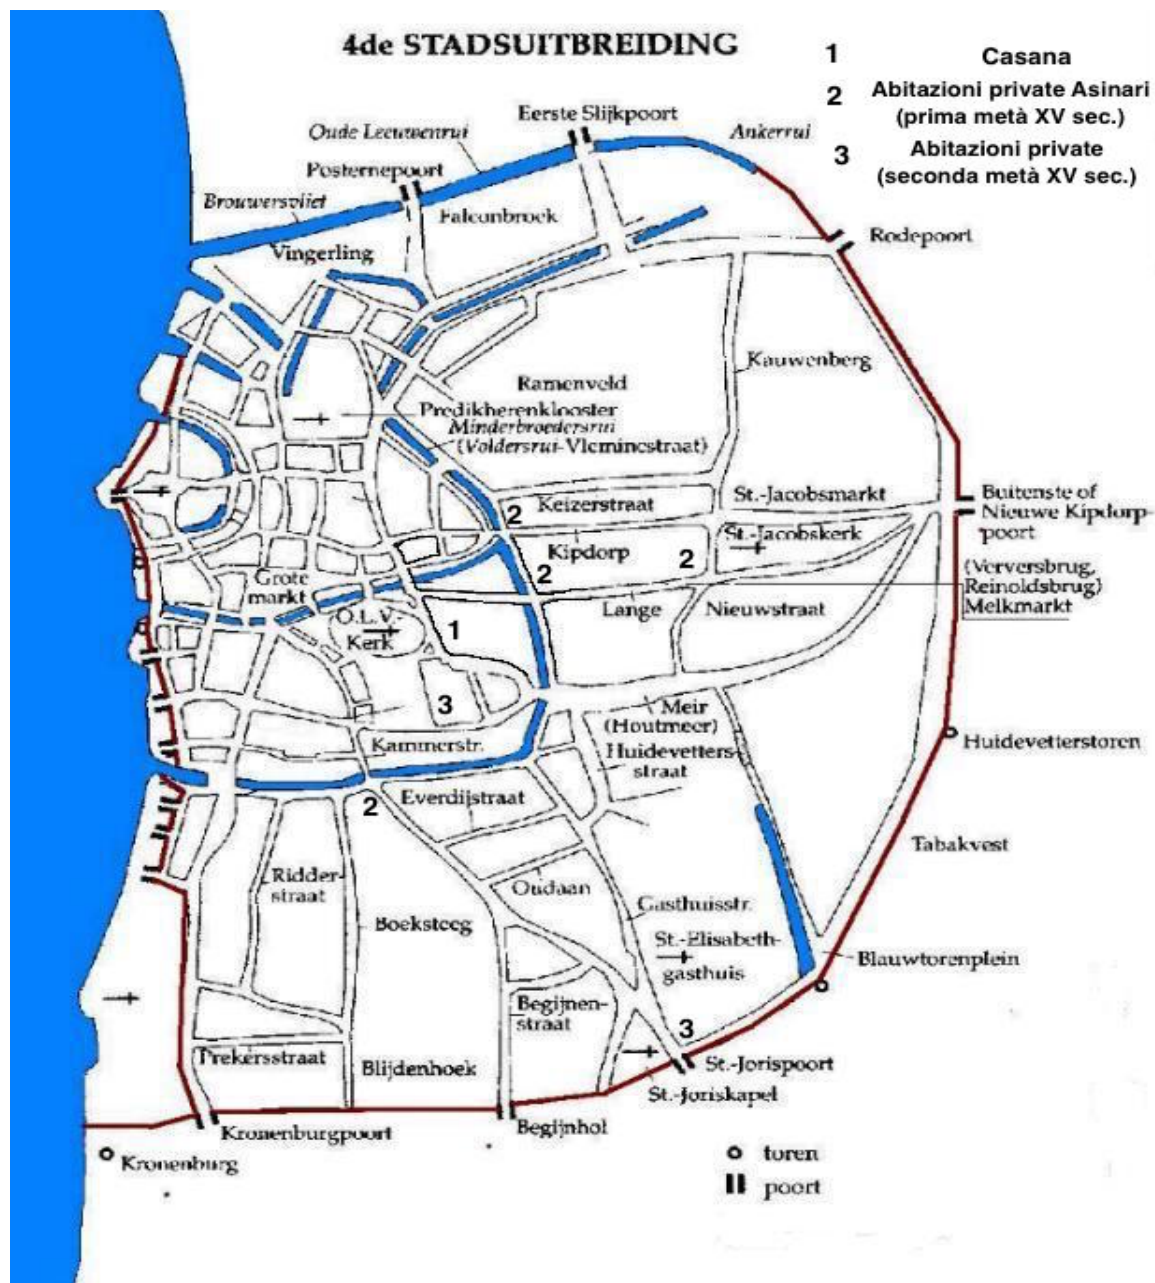 4de STADSUITBREIDING
1 Casana
2 Abitazioni private Asinari
(prima metà XV sec.)
3 Abitazioni private
(seconda metà XV sec.)
Eerste Slijkpoort
Oude Leeuwenrui
Ankerrui
Posternepoort
Brouwersvliet
Falconbroek
Rodepoort
Vingerling
Kauwenberg
Ramenveld
Predikherenklooster
Minderbroedersrui
(Voldersrui-Vlemincstraat)
Keizerstraat
St.-Jacobsmarkt
Buitenste of
Nieuwe Kipdorp-
poort
2
St.-Jacobskerk
Kipdorp
2
2
(Verversbrug,
Reinoldsbrug)
Melkmarkt
Grote
markt
Lange
Nieuwstraat
O.L.V.-
Kerk
1
3
Meir
(Houtmeer)
Kammerstr.
Huidevetters-
straat
Huidevetterstoren
Everdijstraat
2
Tabakvest
Ridder-
straat
Oudaan
Gasthuisstr.
Boeksteeg
St.-Elisabeth-
gasthuis
Blauwtorenplein
Begijnen-
straat
3
Prekersstraat
Blijdenhoek
St.-Jorispoort
St.-Joriskapel
Kronenburgpoort
Begijnhol
Kronenburg
toren
poort